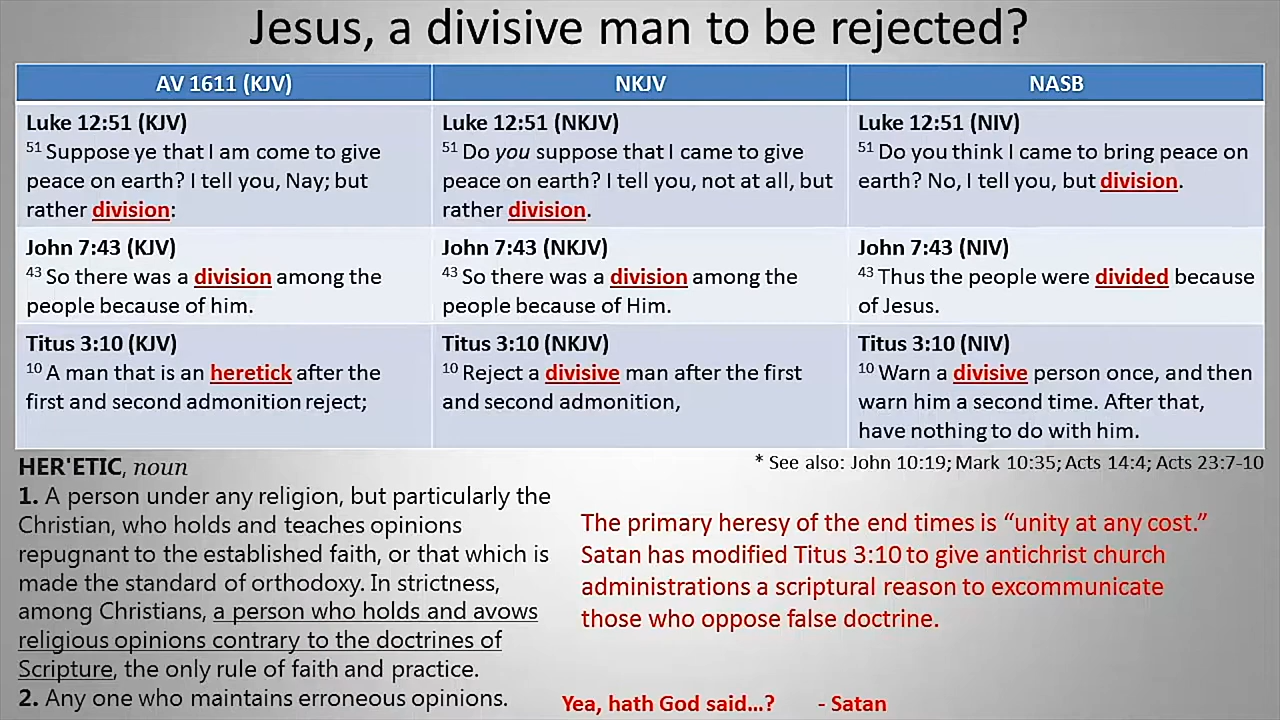 Jesus, a divisive man to be rejected?
AV 1611 (KJV)
NKJV
NASB
Luke 12:51 (KJV)
51 Suppose ye that I am come to give
peace on earth? I tell you, Nay; but
rather division:
Luke 12:51 (NKJV)
51 Do you suppose that I came to give
peace on earth? I tell you, not at all, but
rather division.
Luke 12:51 (NIV)
51 Do you think I came to bring peace on
earth? No, I tell you, but division.
John 7:43 (KJV)
43 So there was a division among the
people because of him.
John 7:43 (NKJV)
43 So there was a division among the
people because of Him.
John 7:43 (NIV)
43 Thus the people were divided because
of Jesus.
Titus 3:10 (KJV)
10 A man that is an heretick after the
first and second admonition reject;
Titus 3:10 (NKJV)
10 Reject a divisive man after the first
and second admonition,
Titus 3:10 (NIV)
10 Warn a divisive person once, and then
warn him a second time. After that,
have nothing to do with him.
* See also: John 10:19; Mark 10:35; Acts 14:4; Acts 23:7-10
HER'ETIC, noun
1. A person under any religion, but particularly the
Christian, who holds and teaches opinions
repugnant to the established faith, or that which is
made the standard of orthodoxy. In strictness,
among Christians, a person who holds and avows
religious opinions contrary to the doctrines of
Scripture, the only rule of faith and practice.
2. Any one who maintains erroneous opinions.
The primary heresy of the end times is “unity at any cost.”
Satan has modified Titus 3:10 to give antichrist church
administrations a scriptural reason to excommunicate
those who oppose false doctrine.
Yea, hath God said…? - Satan